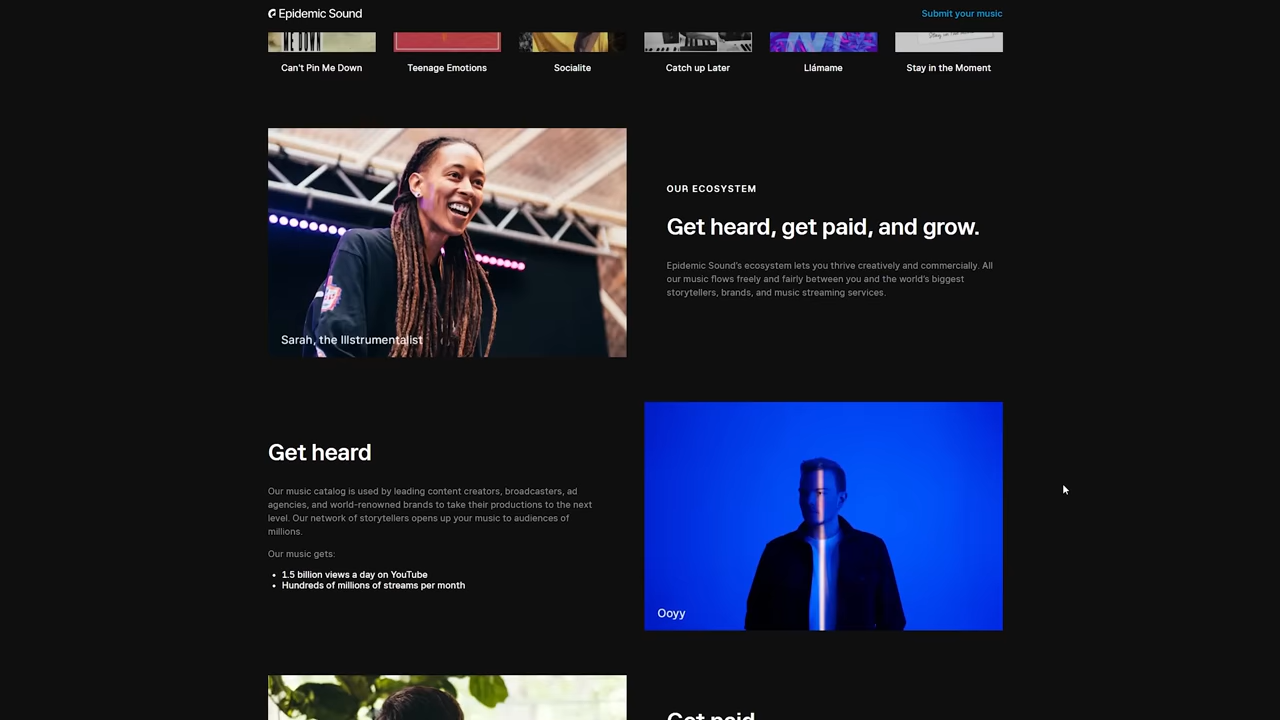 Epidemic Sound
Submit your music
ME DOWN
Can't Pin Me Down
Teenage Emotions
Socialite
Catch up Later
Llámame
Stay in the Moment
Sarah, the Illstrumentalist
OUR ECOSYSTEM
Get heard, get paid, and grow.
Epidemic Sound's ecosystem lets you thrive creatively and commercially. All
our music flows freely and fairly between you and the world's biggest
storytellers, brands, and music streaming services.
Get heard
Our music catalog is used by leading content creators, broadcasters, ad
agencies, and world-renowned brands to take their productions to the next
level. Our network of storytellers opens up your music to audiences of
millions.
Our music gets:
• 1.5 billion views a day on YouTube
• Hundreds of millions of streams per month
Ooyy
Get paid